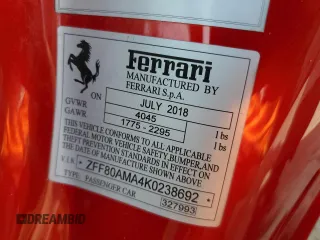 Ferrari
MANUFACTURED BY
FERRARI S.p.A.
ON JULY 2018
GVWR 4045 lbs
GAWR 1775-2295 lbs
THIS VEHICLE CONFORMS TO ALL APPLICABLE
FEDERAL MOTOR VEHICLE SAFETY, BUMPER, AND
THEFT PREVENTION STANDARDS IN EFFECT ON
THE DATE OF MANUFACTURE SHOWN ABOVE
V.I.N. * ZFF80AMA4K0238692 *
TYPE: PASSENGER CAR
327993
DREAMBID